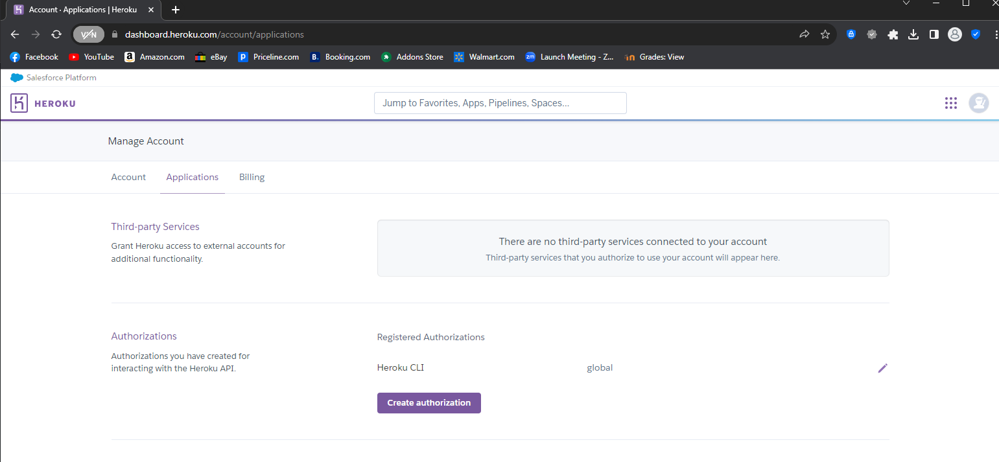 Account · Applications | Heroku
VPN dashboard.heroku.com/account/applications
Facebook YouTube Amazon.com eBay Priceline.com Booking.com Addons Store Walmart.com Launch Meeting - Z... Grades: View
Salesforce Platform
HEROKU Jump to Favorites, Apps, Pipelines, Spaces...
Manage Account
Account Applications Billing
Third-party Services
Grant Heroku access to external accounts for
additional functionality.
There are no third-party services connected to your account
Third-party services that you authorize to use your account will appear here.
Authorizations
Authorizations you have created for
interacting with the Heroku API.
Registered Authorizations
Heroku CLI global
Create authorization